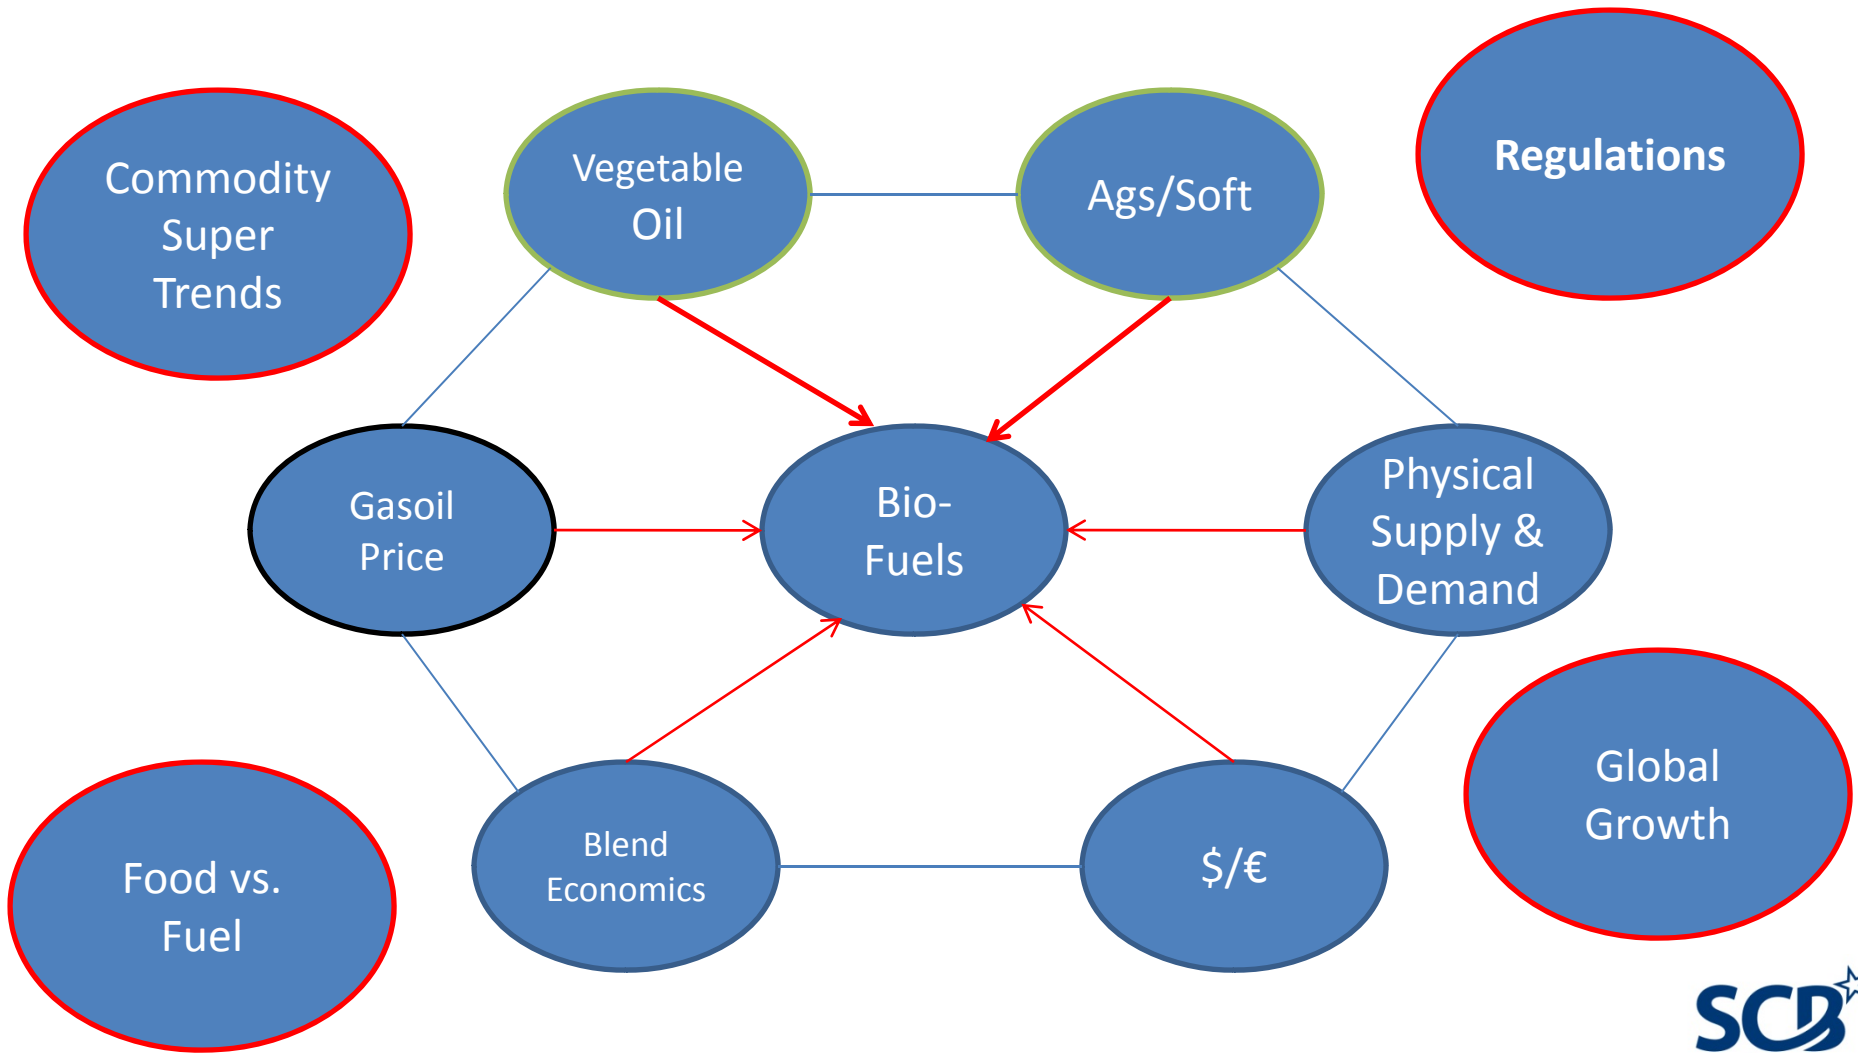 Regulations
Commodity
Super
Trends
Vegetable
Oil
Ags/Soft
Gasoil
Price
Bio-
Fuels
Physical
Supply &
Demand
Global
Growth
Food vs.
Fuel
Blend
Economics
$/€
SCB